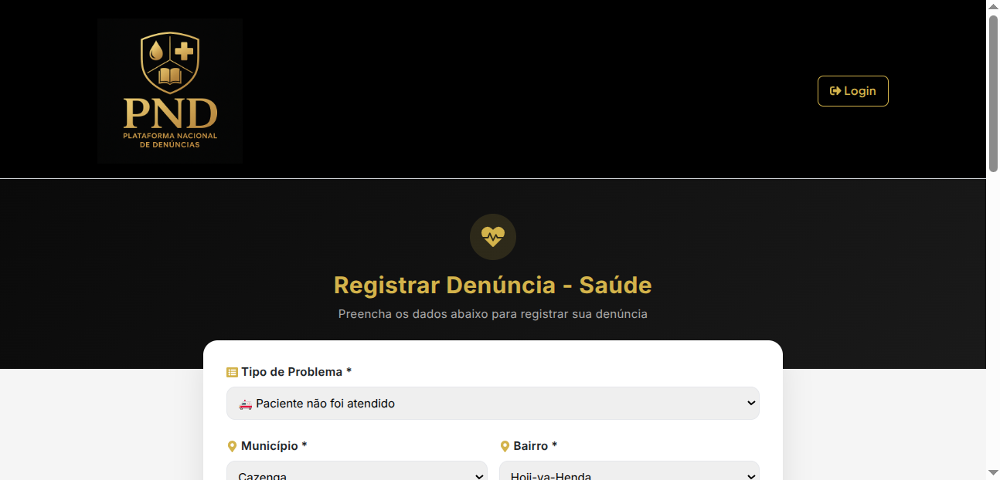 PND
PLATAFORMA NACIONAL
DE DENÚNCIAS
Login
Registrar Denúncia - Saúde
Preencha os dados abaixo para registrar sua denúncia
Tipo de Problema *
Paciente não foi atendido
Município * Bairro *
Cazenga Hoji-ya-Henda